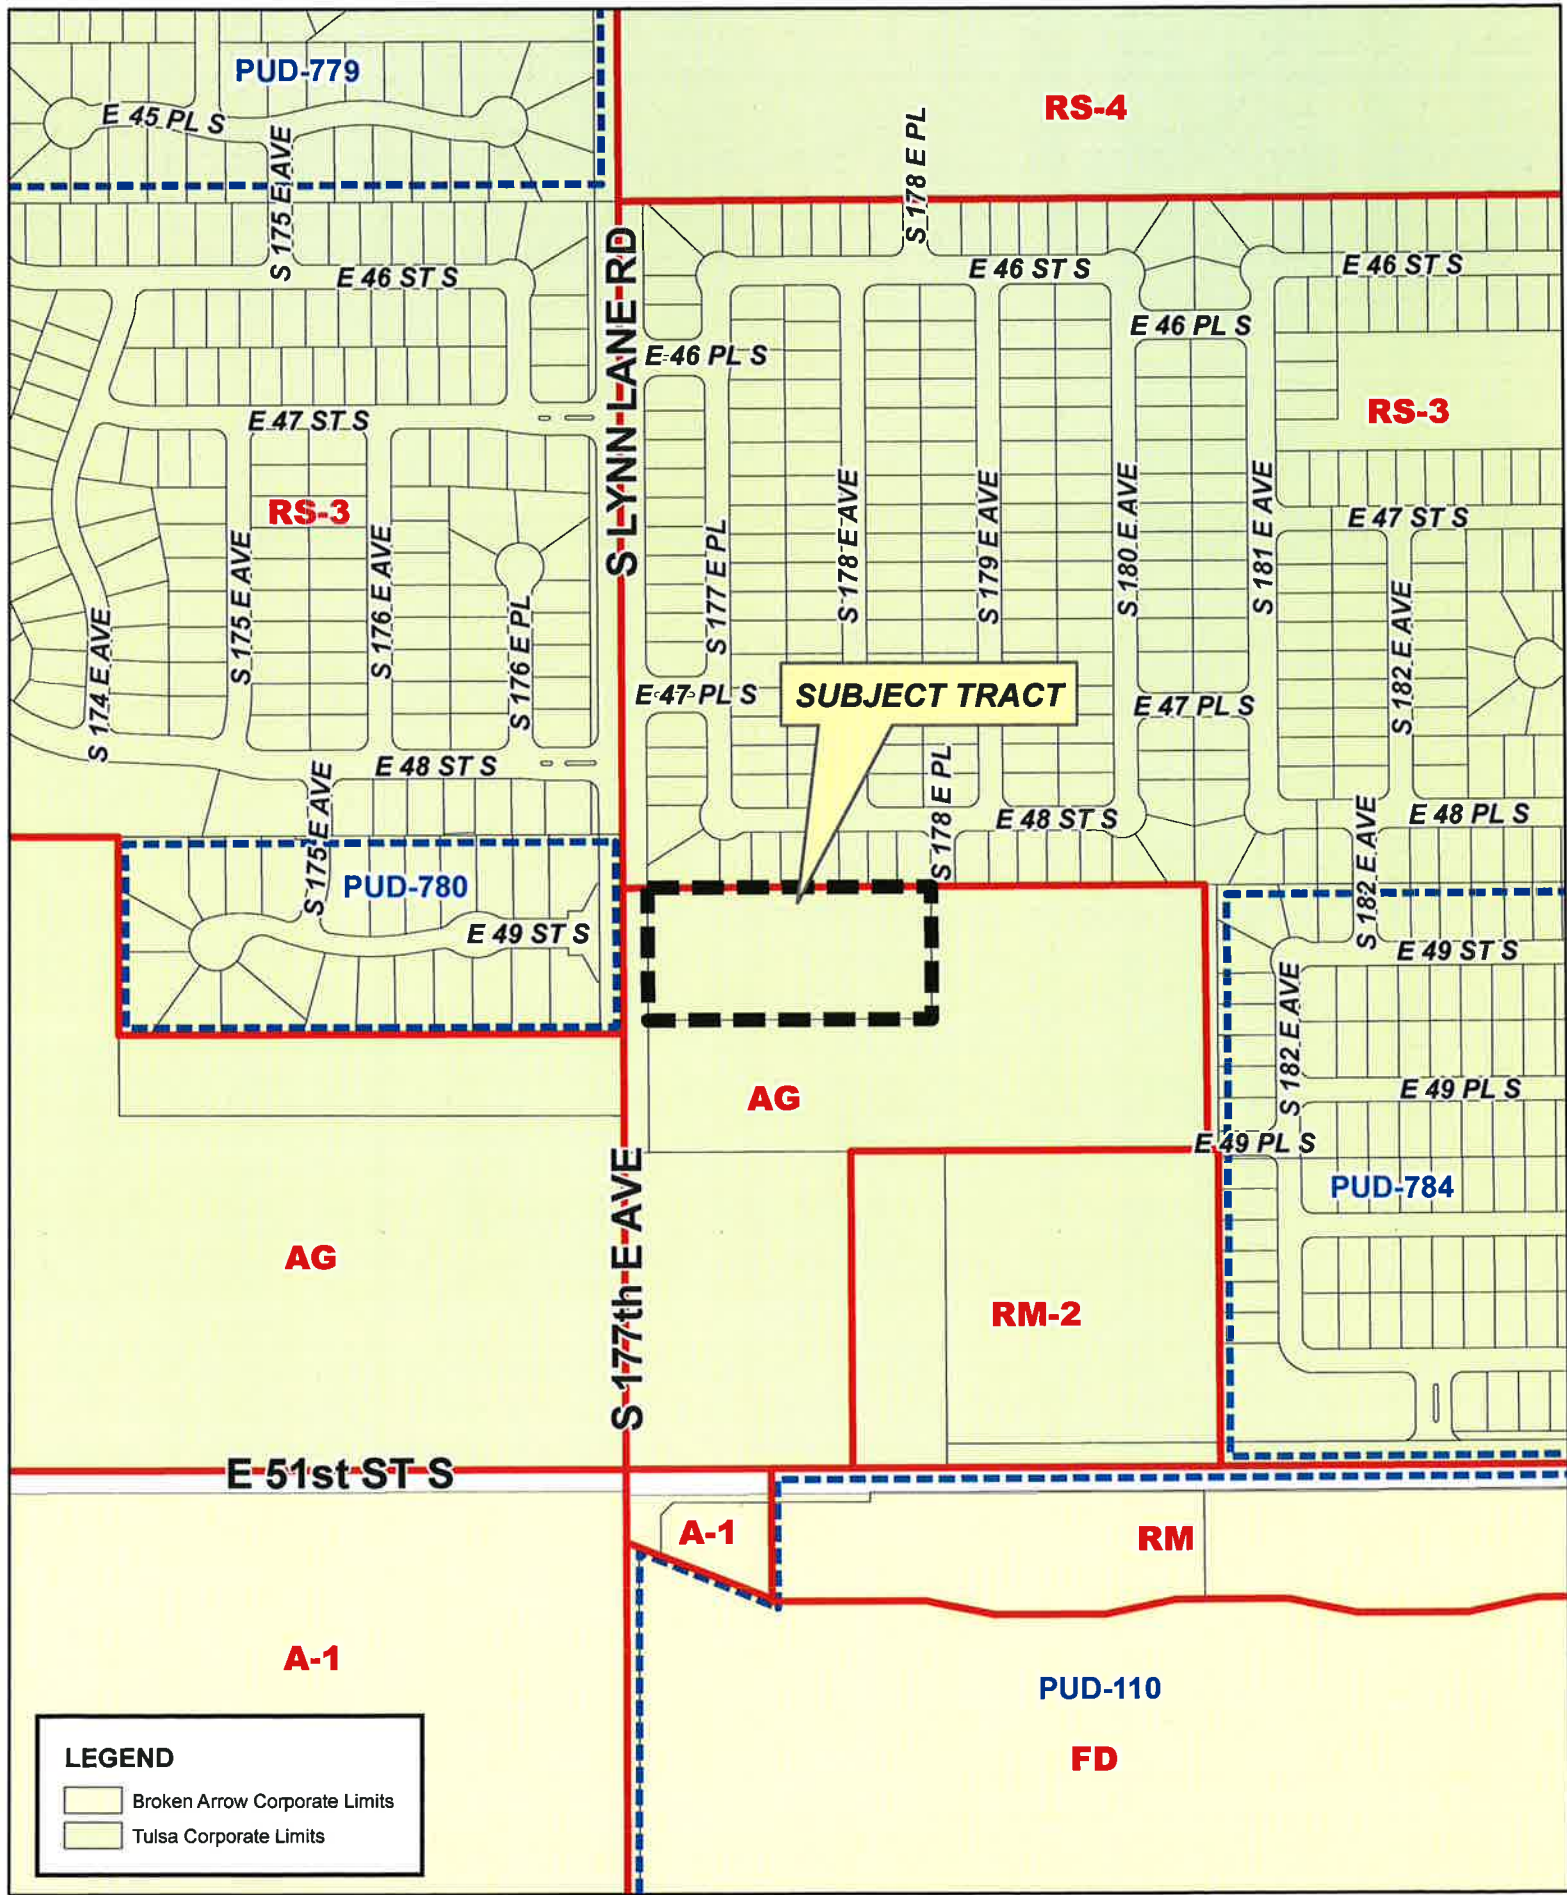 PUD-779
E 45 PL S
RS-4
S 178 E PL
S 175 E AVE
E 46 ST S
E 46 ST S
E 46 ST S
S LYNN LANE RD
E 46 PL S
E 46 PL S
E 47 ST S
RS-3
RS-3
E 47 ST S
S 174 E AVE
S 175 E AVE
S 176 E AVE
S 176 E PL
S 177 E PL
S 178 E AVE
S 179 E AVE
S 180 E AVE
S 181 E AVE
S 182 E AVE
E 47 PL S
SUBJECT TRACT
E 47 PL S
E 48 ST S
S 175 E AVE
S 178 E PL
E 48 ST S
S 182 E AVE
E 48 PL S
PUD-780
E 49 ST S
E 49 ST S
S 182 E AVE
E 49 PL S
AG
E 49 PL S
PUD-784
S 177th E AVE
AG
RM-2
E 51st ST S
A-1
RM
A-1
PUD-110
FD
LEGEND
Broken Arrow Corporate Limits
Tulsa Corporate Limits